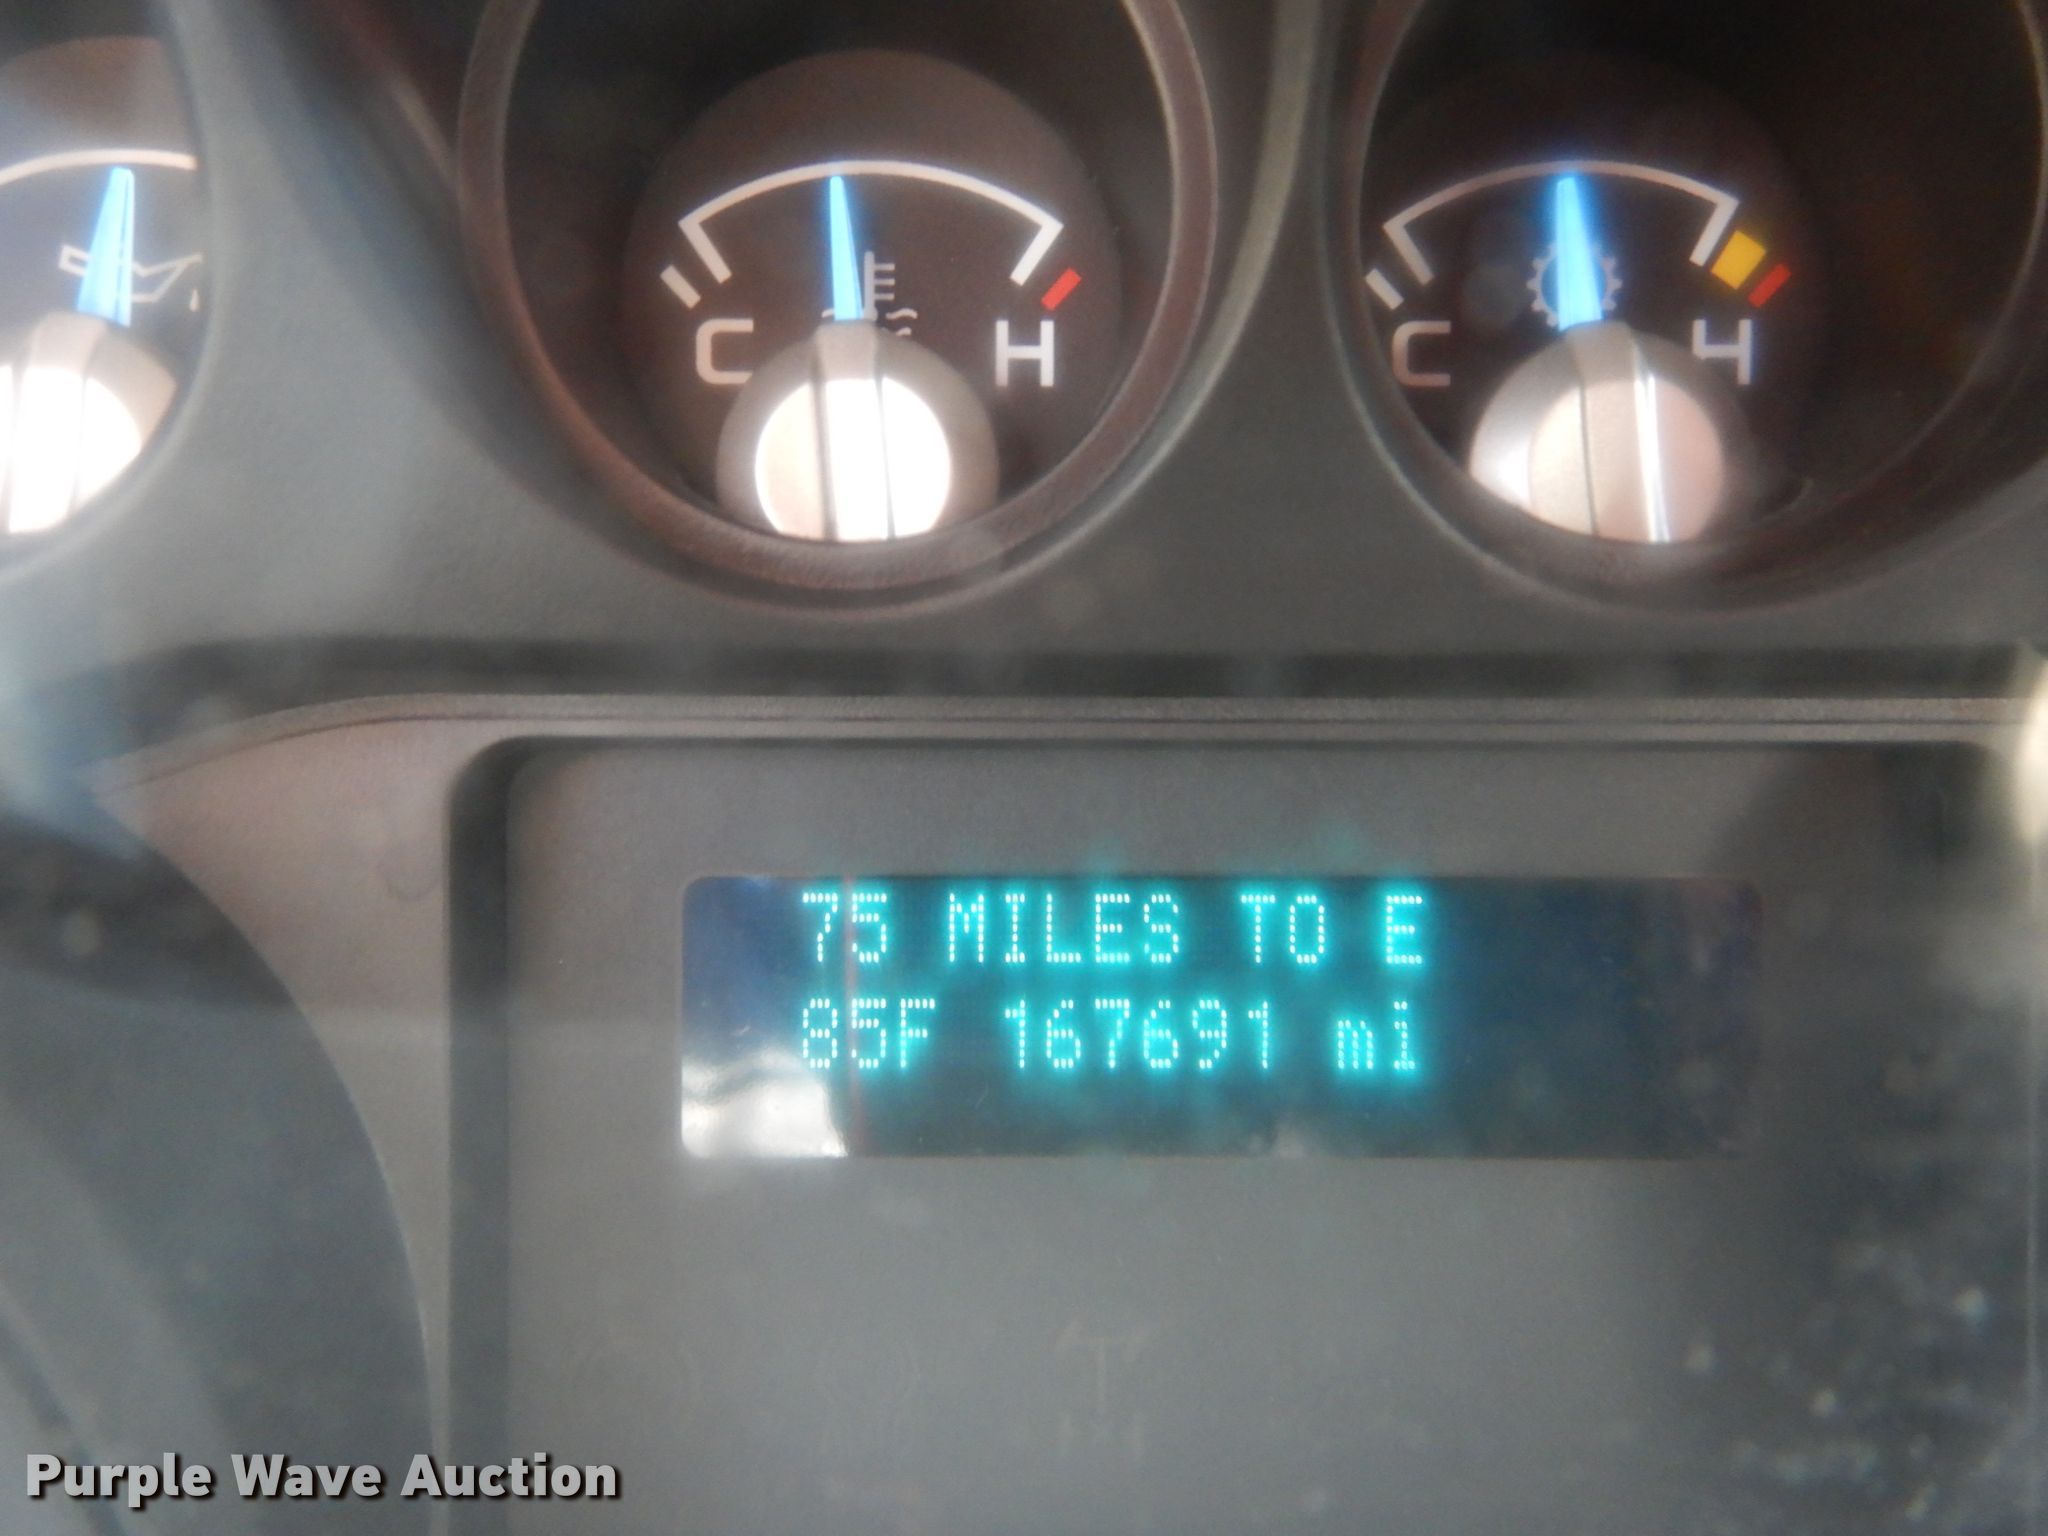 C H
C H
75 MILES TO E
85F 167691 mi
Purple Wave Auction